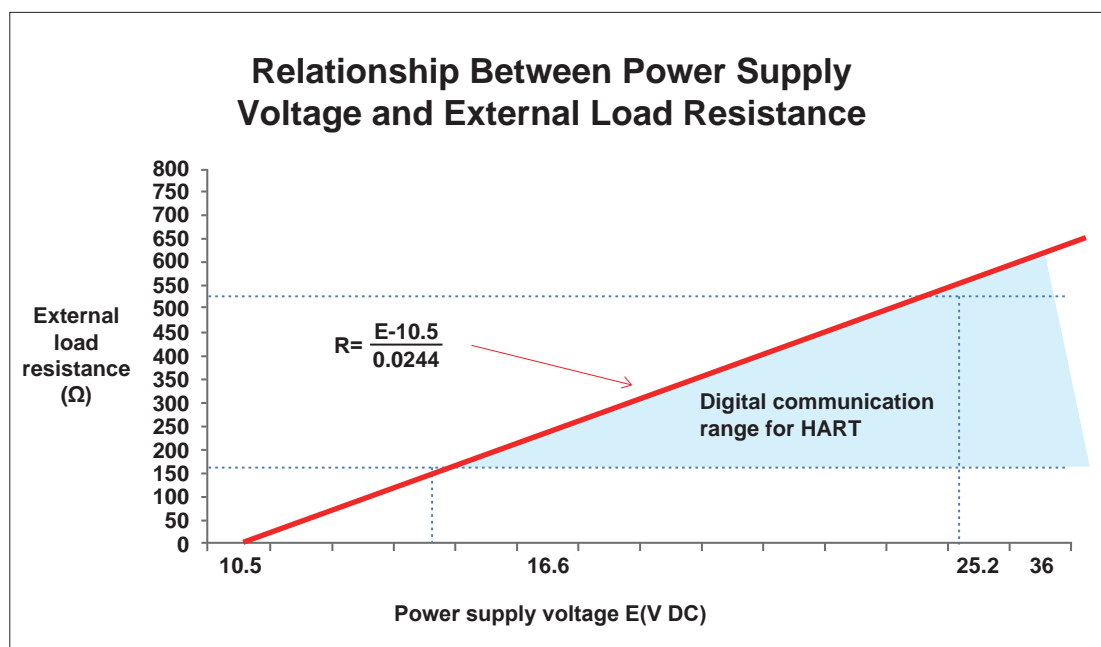 Relationship Between Power Supply
Voltage and External Load Resistance
800
750
700
650
600
550
500
450
400
350
300
250
200
150
100
50
0
External
load
resistance
(Ω)
R= E-10.5
0.0244
Digital communication
range for HART
10.5 16.6 25.2 36
Power supply voltage E(V DC)